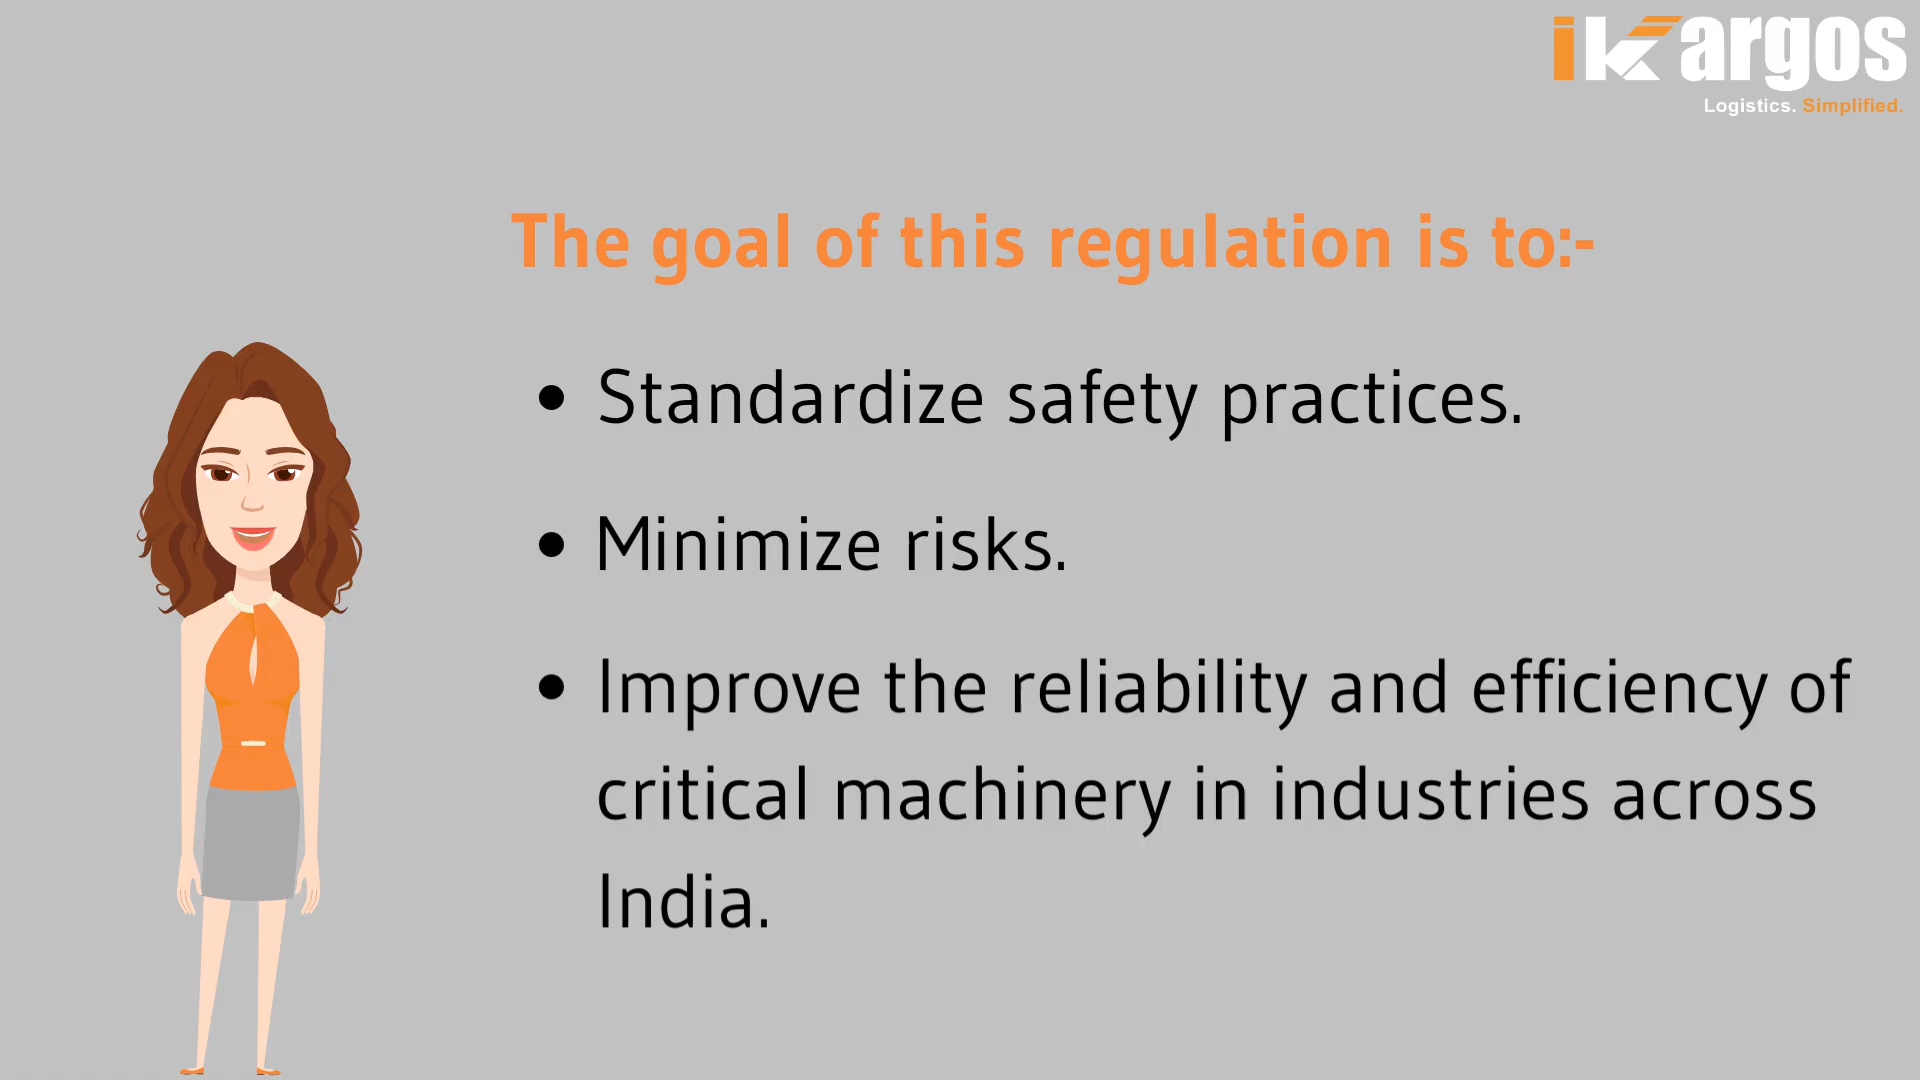 iKargos
Logistics. Simplified.
The goal of this regulation is to:-
• Standardize safety practices.
• Minimize risks.
• Improve the reliability and efficiency of
critical machinery in industries across
India.